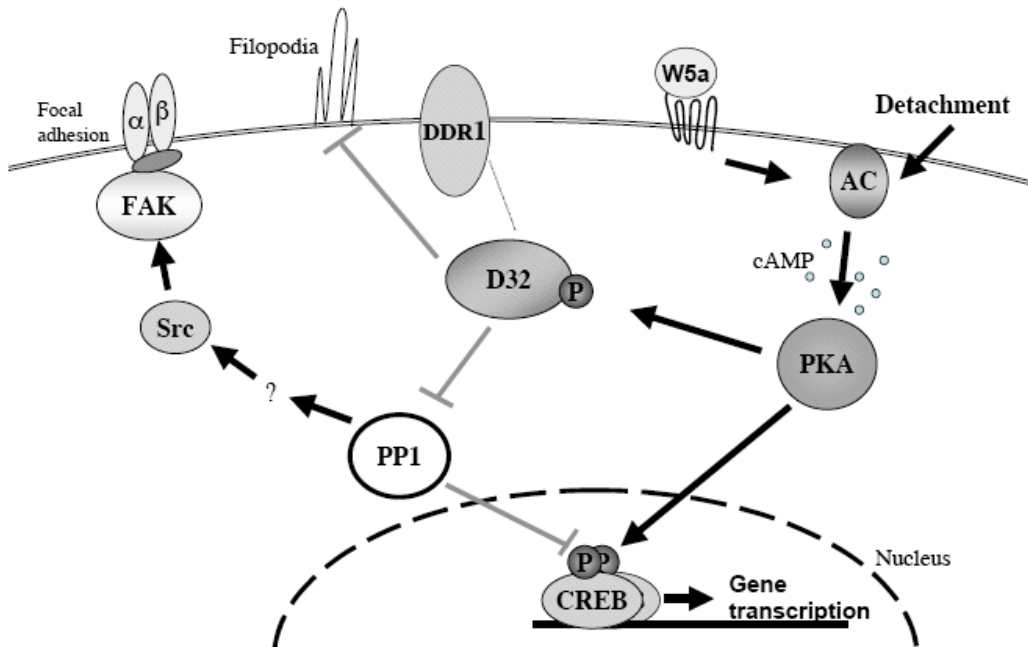 Filopodia
W5a
Focal
adhesion
α
β
DDR1
Detachment
FAK
AC
cAMP
D32
P
Src
PKA
?
PP1
P
P
Nucleus
CREB
Gene
transcription